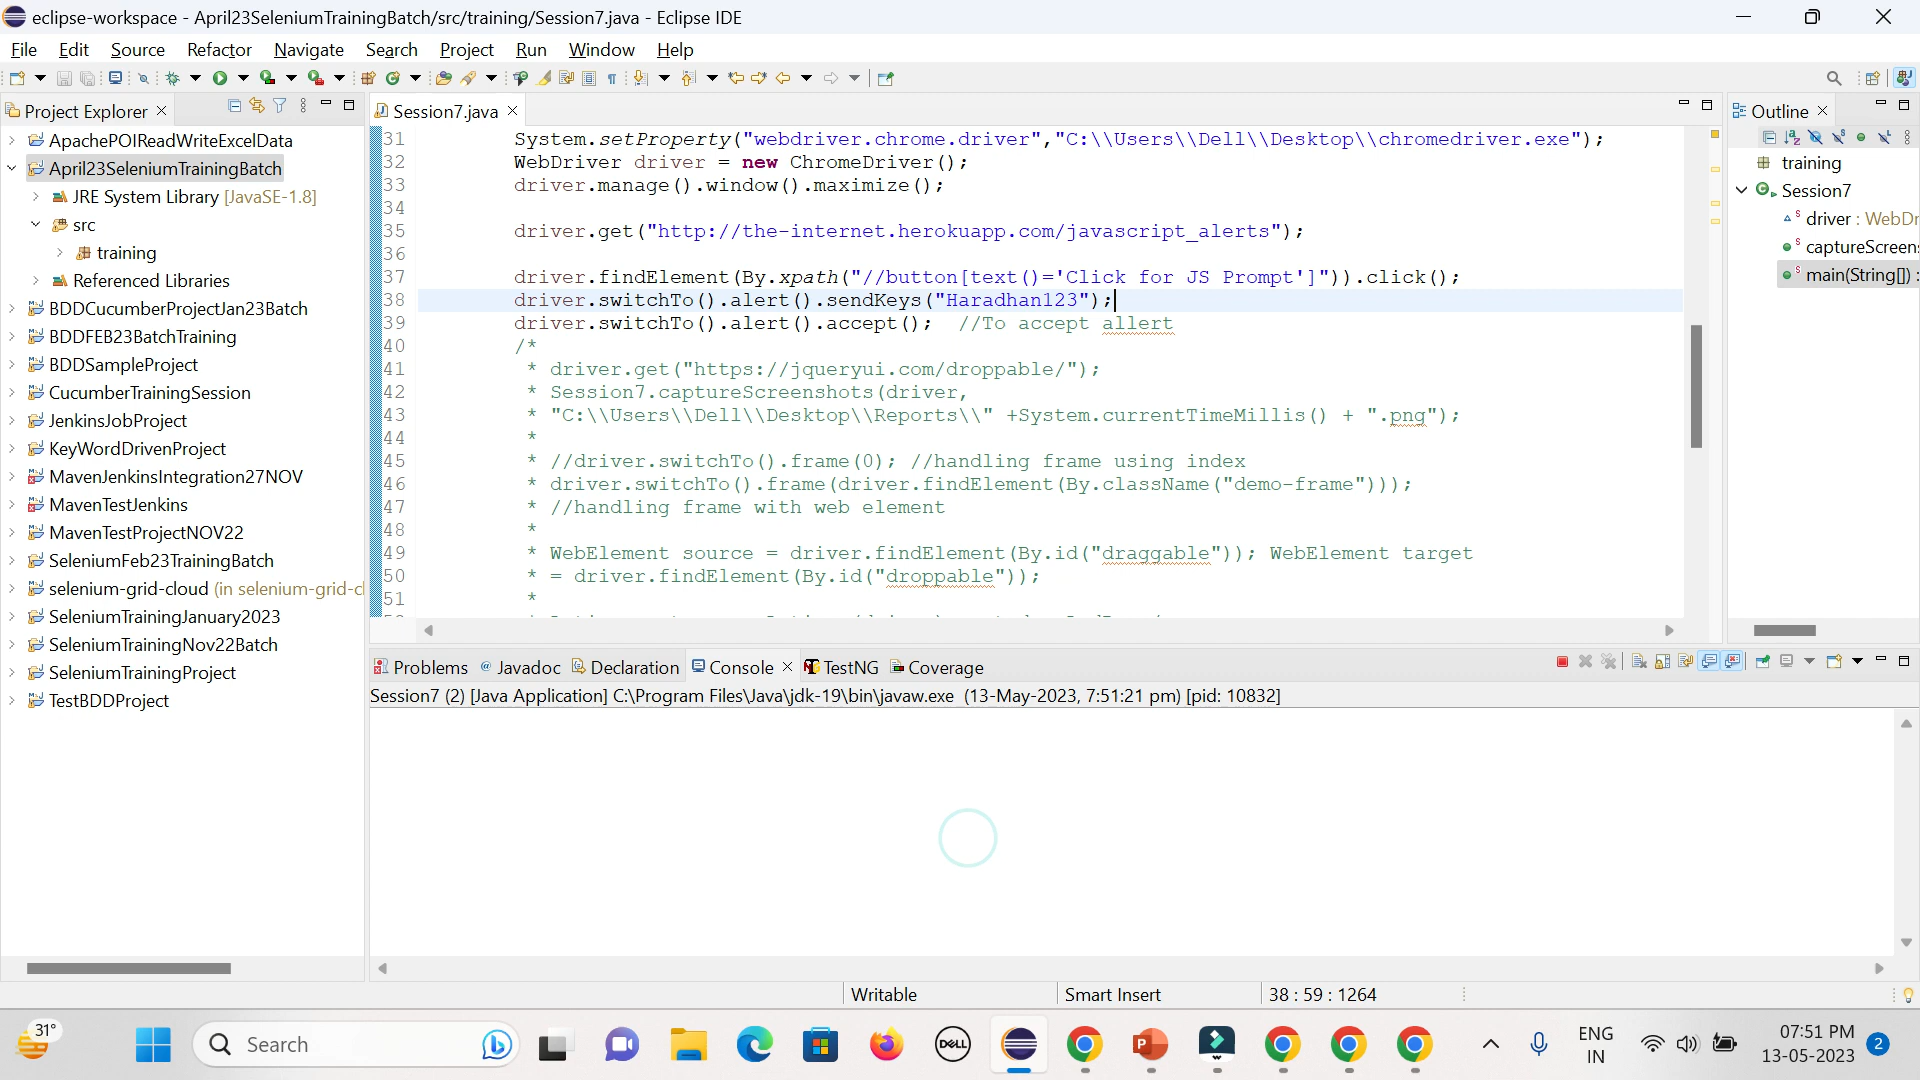 eclipse-workspace - April23SeleniumTrainingBatch/src/training/Session7.java - Eclipse IDE
File Edit Source Refactor Navigate Search Project Run Window Help
Project Explorer
ApachePOIReadWriteExcelData
April23SeleniumTrainingBatch
JRE System Library [JavaSE-1.8]
src
training
Referenced Libraries
BDDCucumberProjectJan23Batch
BDDFEB23BatchTraining
BDDSampleProject
CucumberTrainingSession
JenkinsJobProject
KeyWordDrivenProject
MavenJenkinsIntegration27NOV
MavenTestJenkins
MavenTestProjectNOV22
SeleniumFeb23TrainingBatch
selenium-grid-cloud (in selenium-grid-cl
SeleniumTrainingJanuary2023
SeleniumTrainingNov22Batch
SeleniumTrainingProject
TestBDDProject
Session7.java
31 System.setProperty("webdriver.chrome.driver","C:\\Users\\Dell\\Desktop\\chromedriver.exe");
32 WebDriver driver = new ChromeDriver();
33 driver.manage().window().maximize();
34
35 driver.get("http://the-internet.herokuapp.com/javascript_alerts");
36
37 driver.findElement(By.xpath("//button[text()='Click for JS Prompt']")).click();
38 driver.switchTo().alert().sendKeys("Haradhan123");
39 driver.switchTo().alert().accept(); //To accept allert
40 /*
41 * driver.get("https://jqueryui.com/droppable/");
42 * Session7.captureScreenshots(driver,
43 * "C:\\Users\\Dell\\Desktop\\Reports\\" +System.currentTimeMillis() + ".png");
44 *
45 * //driver.switchTo().frame(0); //handling frame using index
46 * driver.switchTo().frame(driver.findElement(By.className("demo-frame")));
47 * //handling frame with web element
48 *
49 * WebElement source = driver.findElement(By.id("draggable")); WebElement target
50 * = driver.findElement(By.id("droppable"));
51 *
Outline
training
Session7
driver : WebDr
captureScreens
main(String[]) :
Problems Javadoc Declaration Console TestNG Coverage
Session7 (2) [Java Application] C:\Program Files\Java\jdk-19\bin\javaw.exe (13-May-2023, 7:51:21 pm) [pid: 10832]
Writable Smart Insert 38 : 59 : 1264
31°
Search
DELL
ENG
IN
07:51 PM
13-05-2023
2